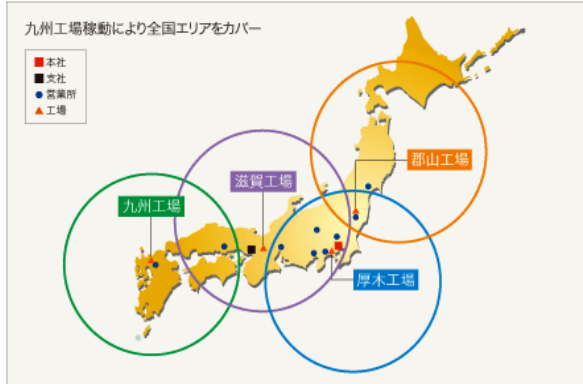 九州工場稼動により全国エリアをカバー
本社
支社
営業所
工場
郡山工場
滋賀工場
九州工場
厚木工場